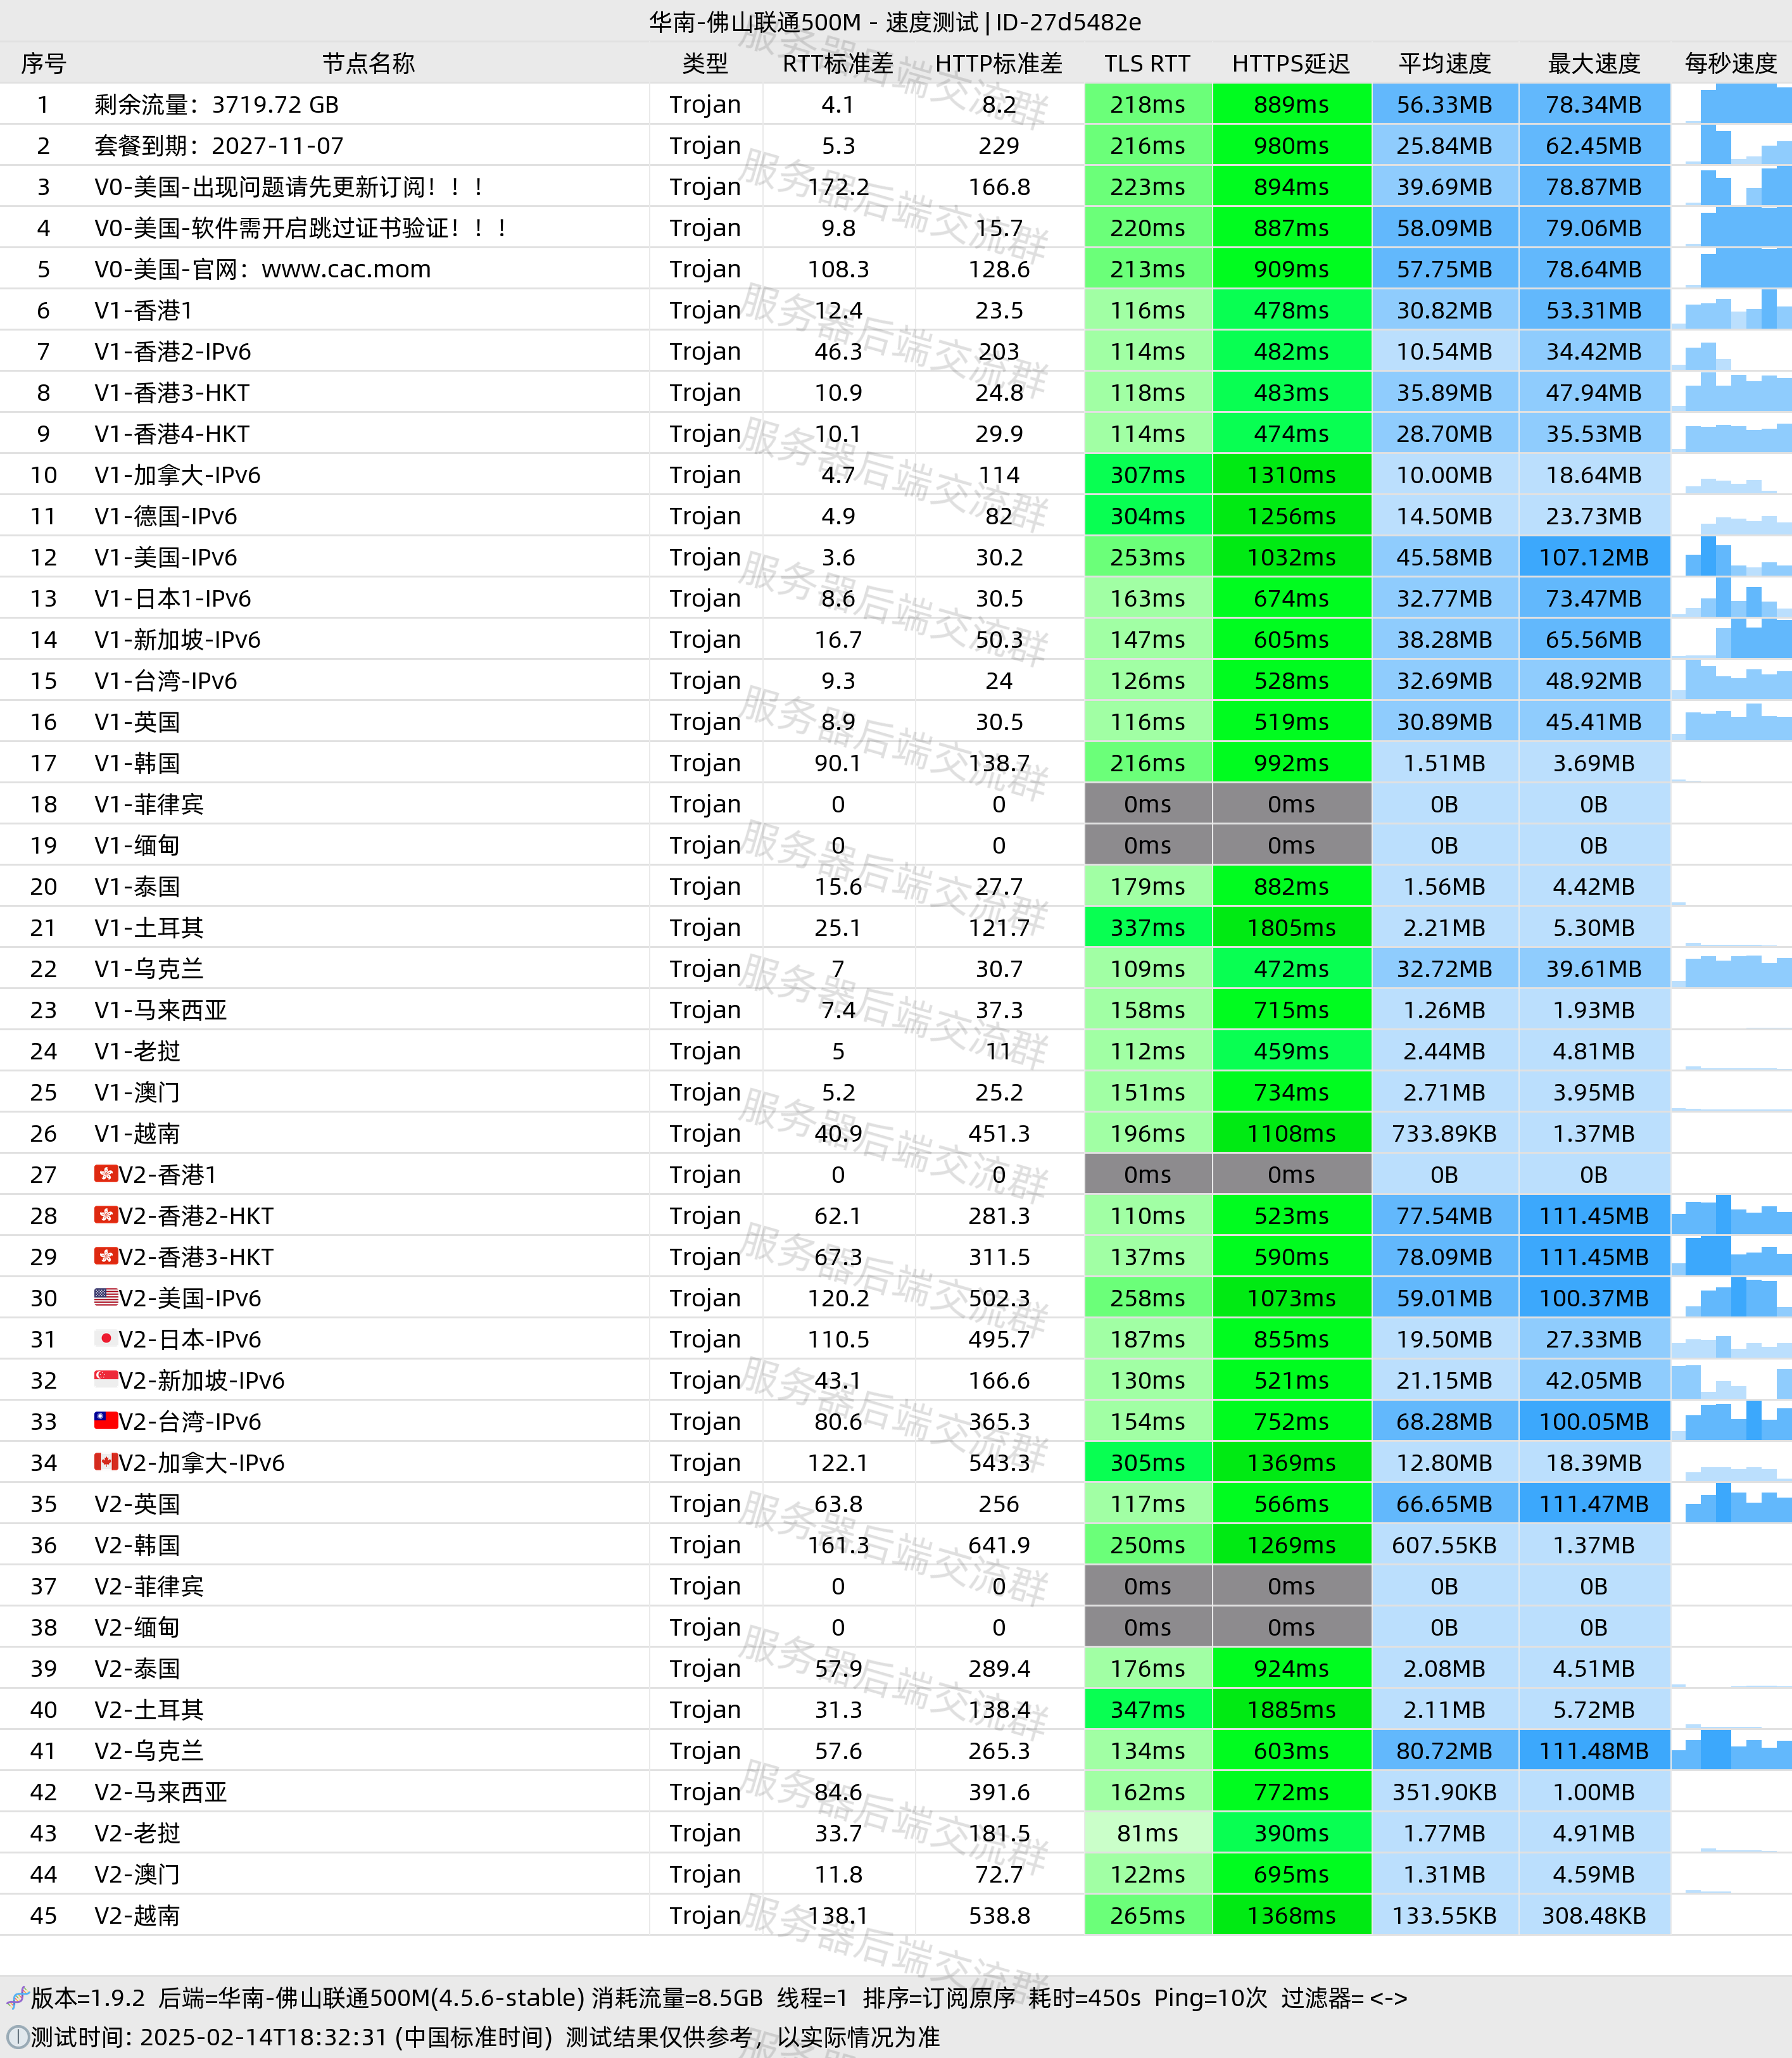 华南-佛山联通500M - 速度测试 | ID-27d5482e
序号 节点名称 类型 RTT标准差 HTTP标准差 TLS RTT HTTPS延迟 平均速度 最大速度 每秒速度
1 剩余流量：3719.72 GB Trojan 4.1 8.2 218ms 889ms 56.33MB 78.34MB
2 套餐到期：2027-11-07 Trojan 5.3 229 216ms 980ms 25.84MB 62.45MB
3 V0-美国-出现问题请先更新订阅！！！ Trojan 172.2 166.8 223ms 894ms 39.69MB 78.87MB
4 V0-美国-软件需开启跳过证书验证！！！ Trojan 9.8 15.7 220ms 887ms 58.09MB 79.06MB
5 V0-美国-官网：www.cac.mom Trojan 108.3 128.6 213ms 909ms 57.75MB 78.64MB
6 V1-香港1 Trojan 12.4 23.5 116ms 478ms 30.82MB 53.31MB
7 V1-香港2-IPv6 Trojan 46.3 203 114ms 482ms 10.54MB 34.42MB
8 V1-香港3-HKT Trojan 10.9 24.8 118ms 483ms 35.89MB 47.94MB
9 V1-香港4-HKT Trojan 10.1 29.9 114ms 474ms 28.70MB 35.53MB
10 V1-加拿大-IPv6 Trojan 4.7 114 307ms 1310ms 10.00MB 18.64MB
11 V1-德国-IPv6 Trojan 4.9 82 304ms 1256ms 14.50MB 23.73MB
12 V1-美国-IPv6 Trojan 3.6 30.2 253ms 1032ms 45.58MB 107.12MB
13 V1-日本1-IPv6 Trojan 8.6 30.5 163ms 674ms 32.77MB 73.47MB
14 V1-新加坡-IPv6 Trojan 16.7 50.3 147ms 605ms 38.28MB 65.56MB
15 V1-台湾-IPv6 Trojan 9.3 24 126ms 528ms 32.69MB 48.92MB
16 V1-英国 Trojan 8.9 30.5 116ms 519ms 30.89MB 45.41MB
17 V1-韩国 Trojan 90.1 138.7 216ms 992ms 1.51MB 3.69MB
18 V1-菲律宾 Trojan 0 0 0ms 0ms 0B 0B
19 V1-缅甸 Trojan 0 0 0ms 0ms 0B 0B
20 V1-泰国 Trojan 15.6 27.7 179ms 882ms 1.56MB 4.42MB
21 V1-土耳其 Trojan 25.1 121.7 337ms 1805ms 2.21MB 5.30MB
22 V1-乌克兰 Trojan 7 30.7 109ms 472ms 32.72MB 39.61MB
23 V1-马来西亚 Trojan 7.4 37.3 158ms 715ms 1.26MB 1.93MB
24 V1-老挝 Trojan 5 11 112ms 459ms 2.44MB 4.81MB
25 V1-澳门 Trojan 5.2 25.2 151ms 734ms 2.71MB 3.95MB
26 V1-越南 Trojan 40.9 451.3 196ms 1108ms 733.89KB 1.37MB
27 V2-香港1 Trojan 0 0 0ms 0ms 0B 0B
28 V2-香港2-HKT Trojan 62.1 281.3 110ms 523ms 77.54MB 111.45MB
29 V2-香港3-HKT Trojan 67.3 311.5 137ms 590ms 78.09MB 111.45MB
30 V2-美国-IPv6 Trojan 120.2 502.3 258ms 1073ms 59.01MB 100.37MB
31 V2-日本-IPv6 Trojan 110.5 495.7 187ms 855ms 19.50MB 27.33MB
32 V2-新加坡-IPv6 Trojan 43.1 166.6 130ms 521ms 21.15MB 42.05MB
33 V2-台湾-IPv6 Trojan 80.6 365.3 154ms 752ms 68.28MB 100.05MB
34 V2-加拿大-IPv6 Trojan 122.1 543.3 305ms 1369ms 12.80MB 18.39MB
35 V2-英国 Trojan 63.8 256 117ms 566ms 66.65MB 111.47MB
36 V2-韩国 Trojan 161.3 641.9 250ms 1269ms 607.55KB 1.37MB
37 V2-菲律宾 Trojan 0 0 0ms 0ms 0B 0B
38 V2-缅甸 Trojan 0 0 0ms 0ms 0B 0B
39 V2-泰国 Trojan 57.9 289.4 176ms 924ms 2.08MB 4.51MB
40 V2-土耳其 Trojan 31.3 138.4 347ms 1885ms 2.11MB 5.72MB
41 V2-乌克兰 Trojan 57.6 265.3 134ms 603ms 80.72MB 111.48MB
42 V2-马来西亚 Trojan 84.6 391.6 162ms 772ms 351.90KB 1.00MB
43 V2-老挝 Trojan 33.7 181.5 81ms 390ms 1.77MB 4.91MB
44 V2-澳门 Trojan 11.8 72.7 122ms 695ms 1.31MB 4.59MB
45 V2-越南 Trojan 138.1 538.8 265ms 1368ms 133.55KB 308.48KB
版本=1.9.2 后端=华南-佛山联通500M(4.5.6-stable) 消耗流量=8.5GB 线程=1 排序=订阅原序 耗时=450s Ping=10次 过滤器= <->
测试时间: 2025-02-14T18:32:31 (中国标准时间) 测试结果仅供参考，以实际情况为准
服务器后端交流群